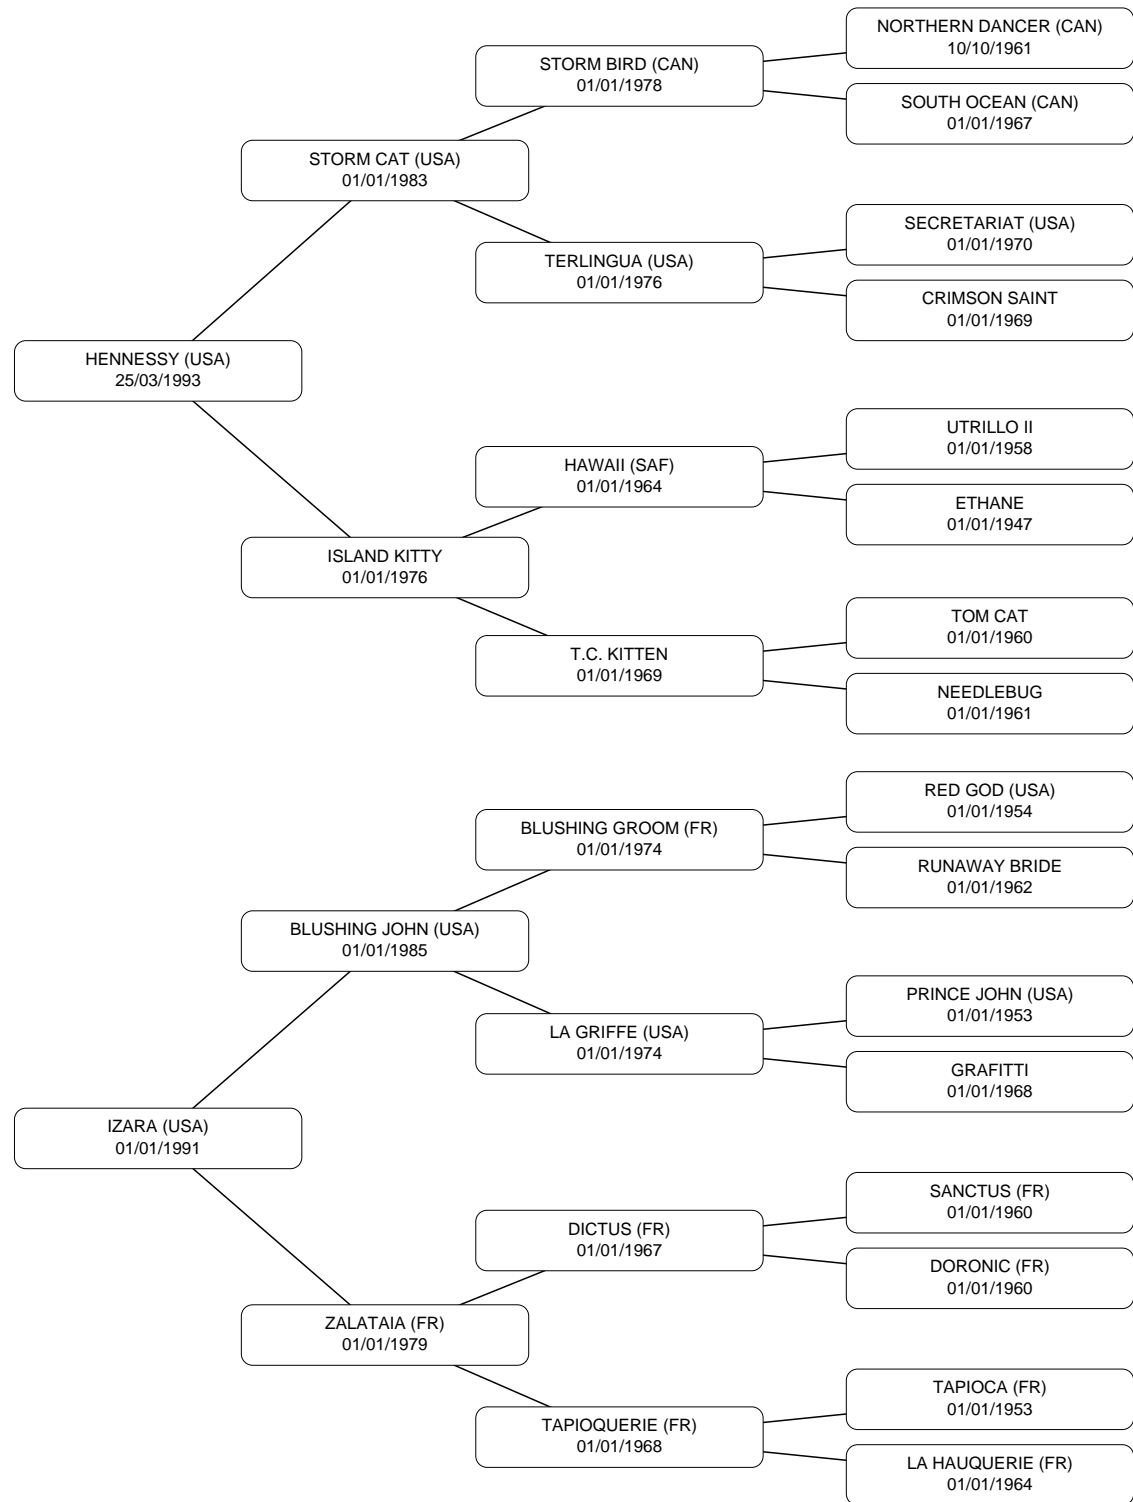 NORTHERN DANCER (CAN)
10/10/1961
STORM BIRD (CAN)
01/01/1978
SOUTH OCEAN (CAN)
01/01/1967
STORM CAT (USA)
01/01/1983
SECRETARIAT (USA)
01/01/1970
TERLINGUA (USA)
01/01/1976
CRIMSON SAINT
01/01/1969
HENNESSY (USA)
25/03/1993
UTRILLO II
01/01/1958
HAWAII (SAF)
01/01/1964
ETHANE
01/01/1947
ISLAND KITTY
01/01/1976
TOM CAT
01/01/1960
T.C. KITTEN
01/01/1969
NEEDLEBUG
01/01/1961
RED GOD (USA)
01/01/1954
BLUSHING GROOM (FR)
01/01/1974
RUNAWAY BRIDE
01/01/1962
BLUSHING JOHN (USA)
01/01/1985
PRINCE JOHN (USA)
01/01/1953
LA GRIFFE (USA)
01/01/1974
GRAFITTI
01/01/1968
IZARA (USA)
01/01/1991
SANCTUS (FR)
01/01/1960
DICTUS (FR)
01/01/1967
DORONIC (FR)
01/01/1960
ZALATAIA (FR)
01/01/1979
TAPIOCA (FR)
01/01/1953
TAPIOQUERIE (FR)
01/01/1968
LA HAUQUERIE (FR)
01/01/1964